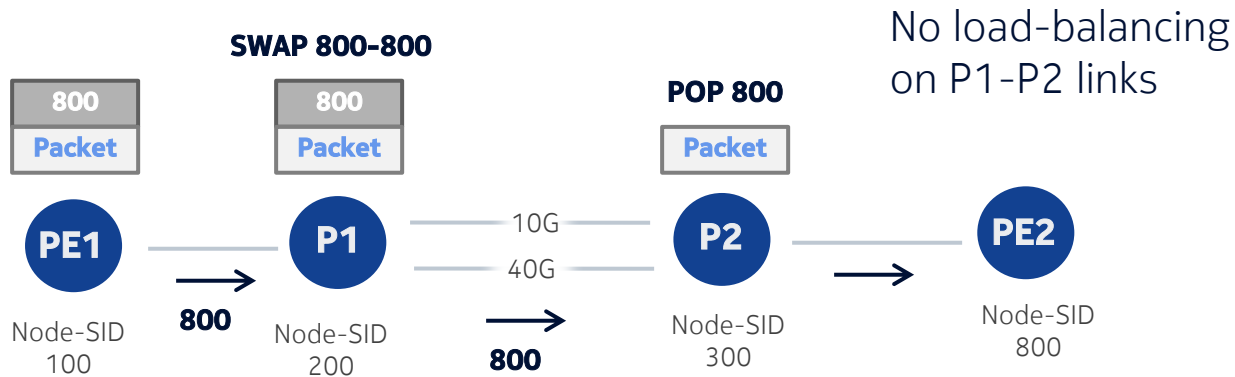 No load-balancing
on P1-P2 links
SWAP 800-800
POP 800
800
Packet
800
Packet
Packet
PE1
P1
10G
40G
P2
PE2
800
800
Node-SID
100
Node-SID
200
Node-SID
300
Node-SID
800